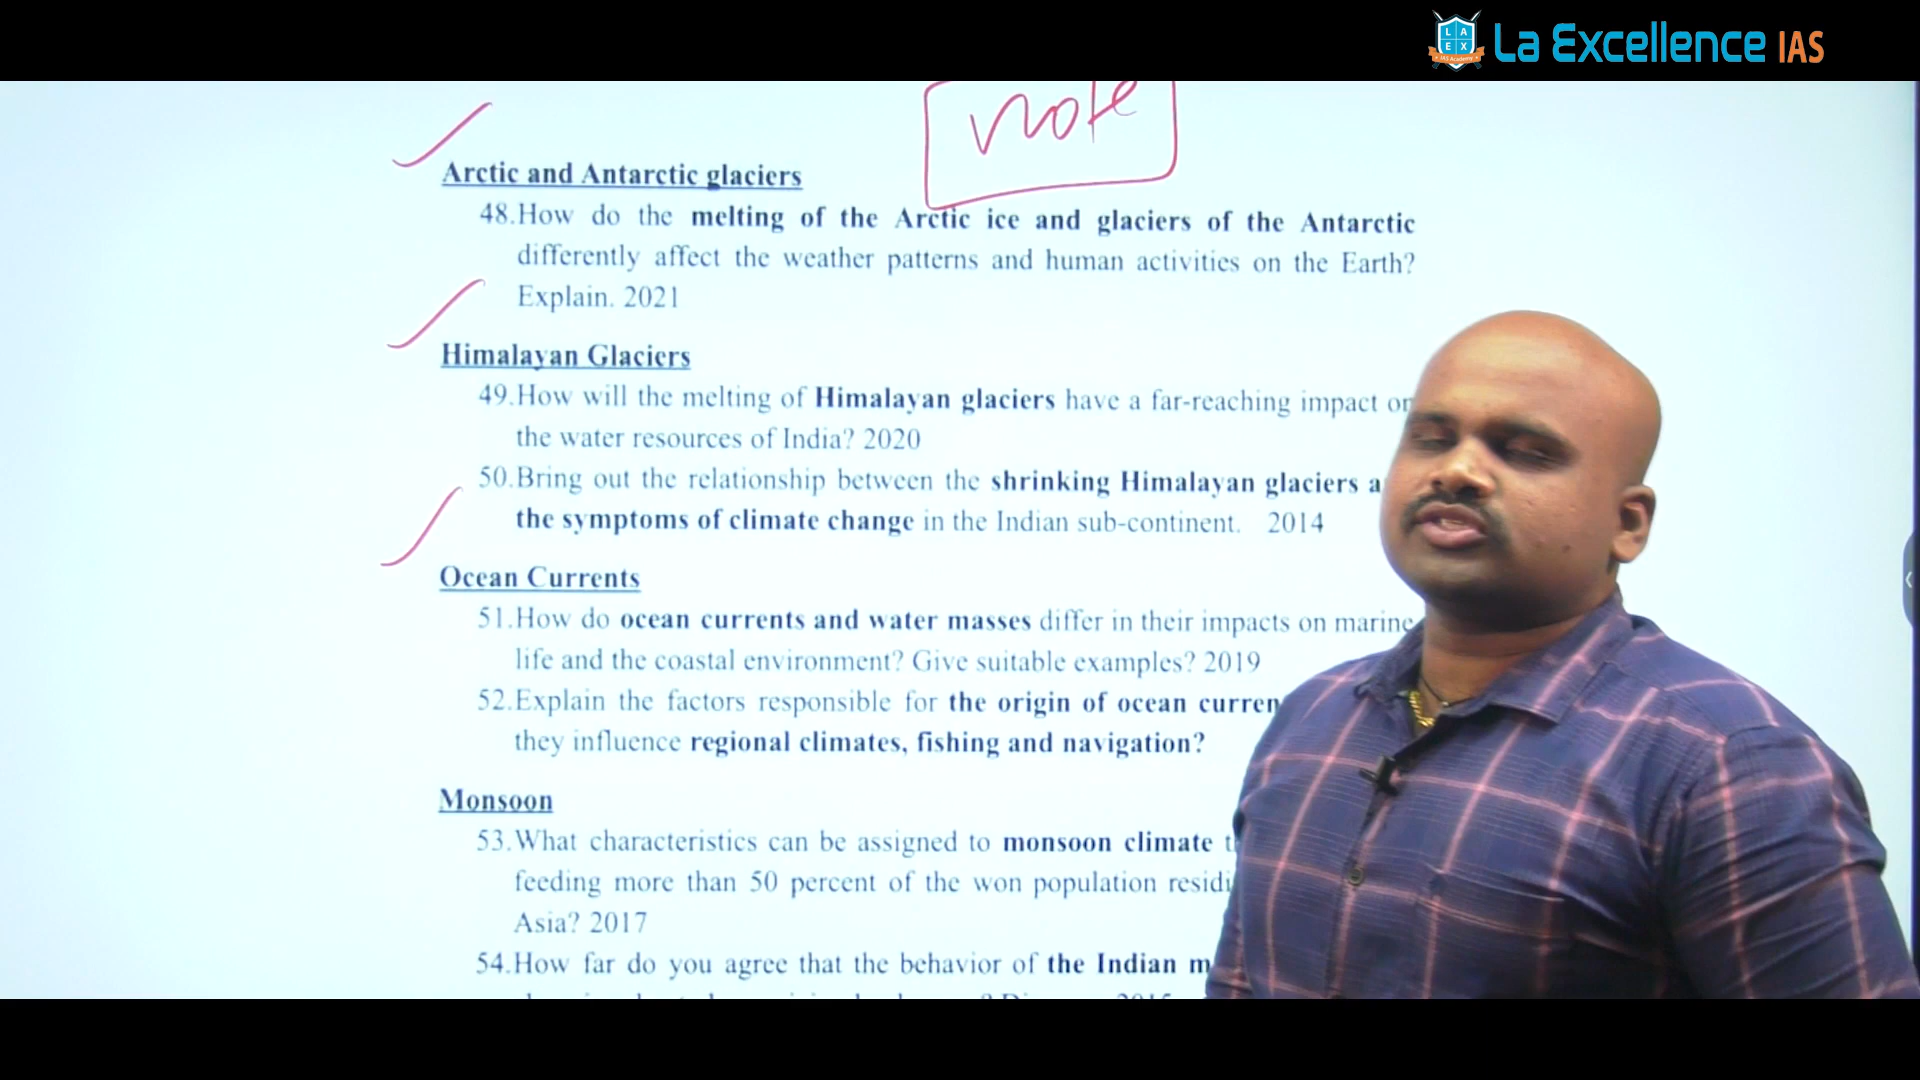 LAEX
IAS Academy
La Excellence IAS
Note
Arctic and Antarctic glaciers
48.How do the melting of the Arctic ice and glaciers of the Antarctic
differently affect the weather patterns and human activities on the Earth?
Explain. 2021
Himalayan Glaciers
49.How will the melting of Himalayan glaciers have a far-reaching impact on
the water resources of India? 2020
50.Bring out the relationship between the shrinking Himalayan glaciers a
the symptoms of climate change in the Indian sub-continent. 2014
Ocean Currents
51.How do ocean currents and water masses differ in their impacts on marine
life and the coastal environment? Give suitable examples? 2019
52.Explain the factors responsible for the origin of ocean curren
they influence regional climates, fishing and navigation?
Monsoon
53.What characteristics can be assigned to monsoon climate t
feeding more than 50 percent of the won population residi
Asia? 2017
54.How far do you agree that the behavior of the Indian m